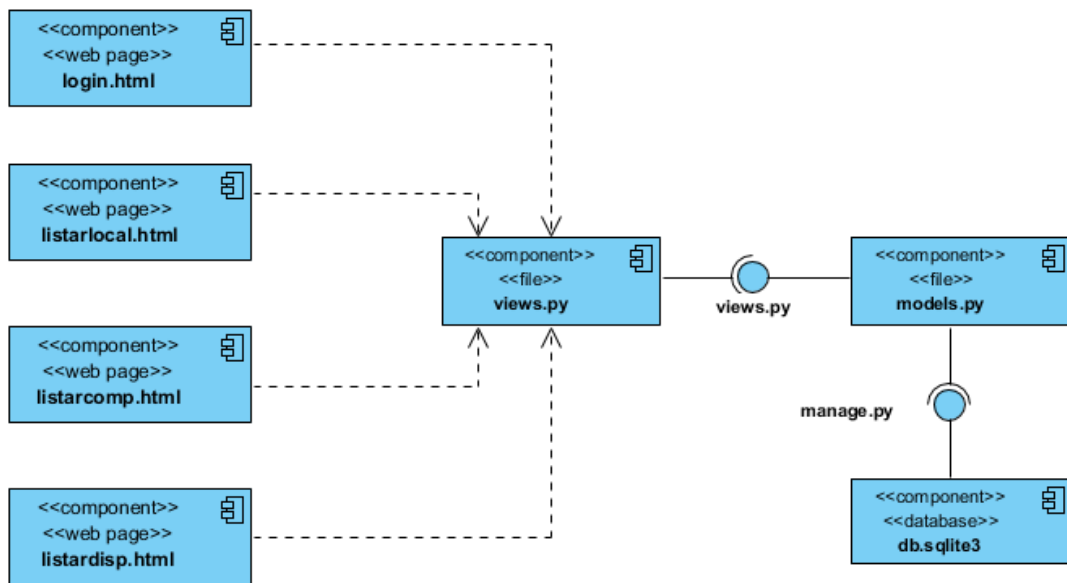 <<component>>
<<web page>>
login.html
<<component>>
<<web page>>
listarlocal.html
<<component>>
<<web page>>
listarcomp.html
<<component>>
<<web page>>
listardisp.html
<<component>>
<<file>>
views.py
views.py
<<component>>
<<file>>
models.py
manage.py
<<component>>
<<database>>
db.sqlite3